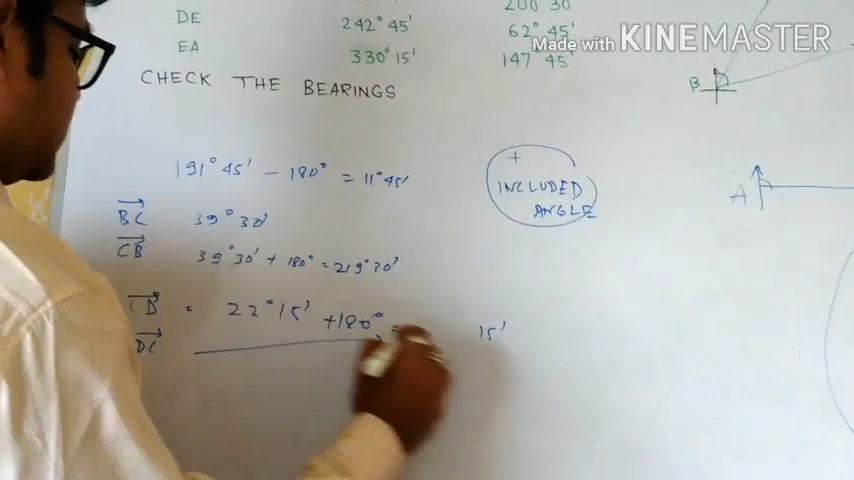 DE 242° 45' 200 30
EA 330° 15' 62° 45'
147 45'
Made with KINEMASTER
CHECK THE BEARINGS
B
191° 45' - 180° = 11° 45'
+
INCLUDED
ANGLE
A
BC 39° 30'
CB 39° 30' + 180° = 219° 30'
CD = 22° 15' +180° = 15'
DC